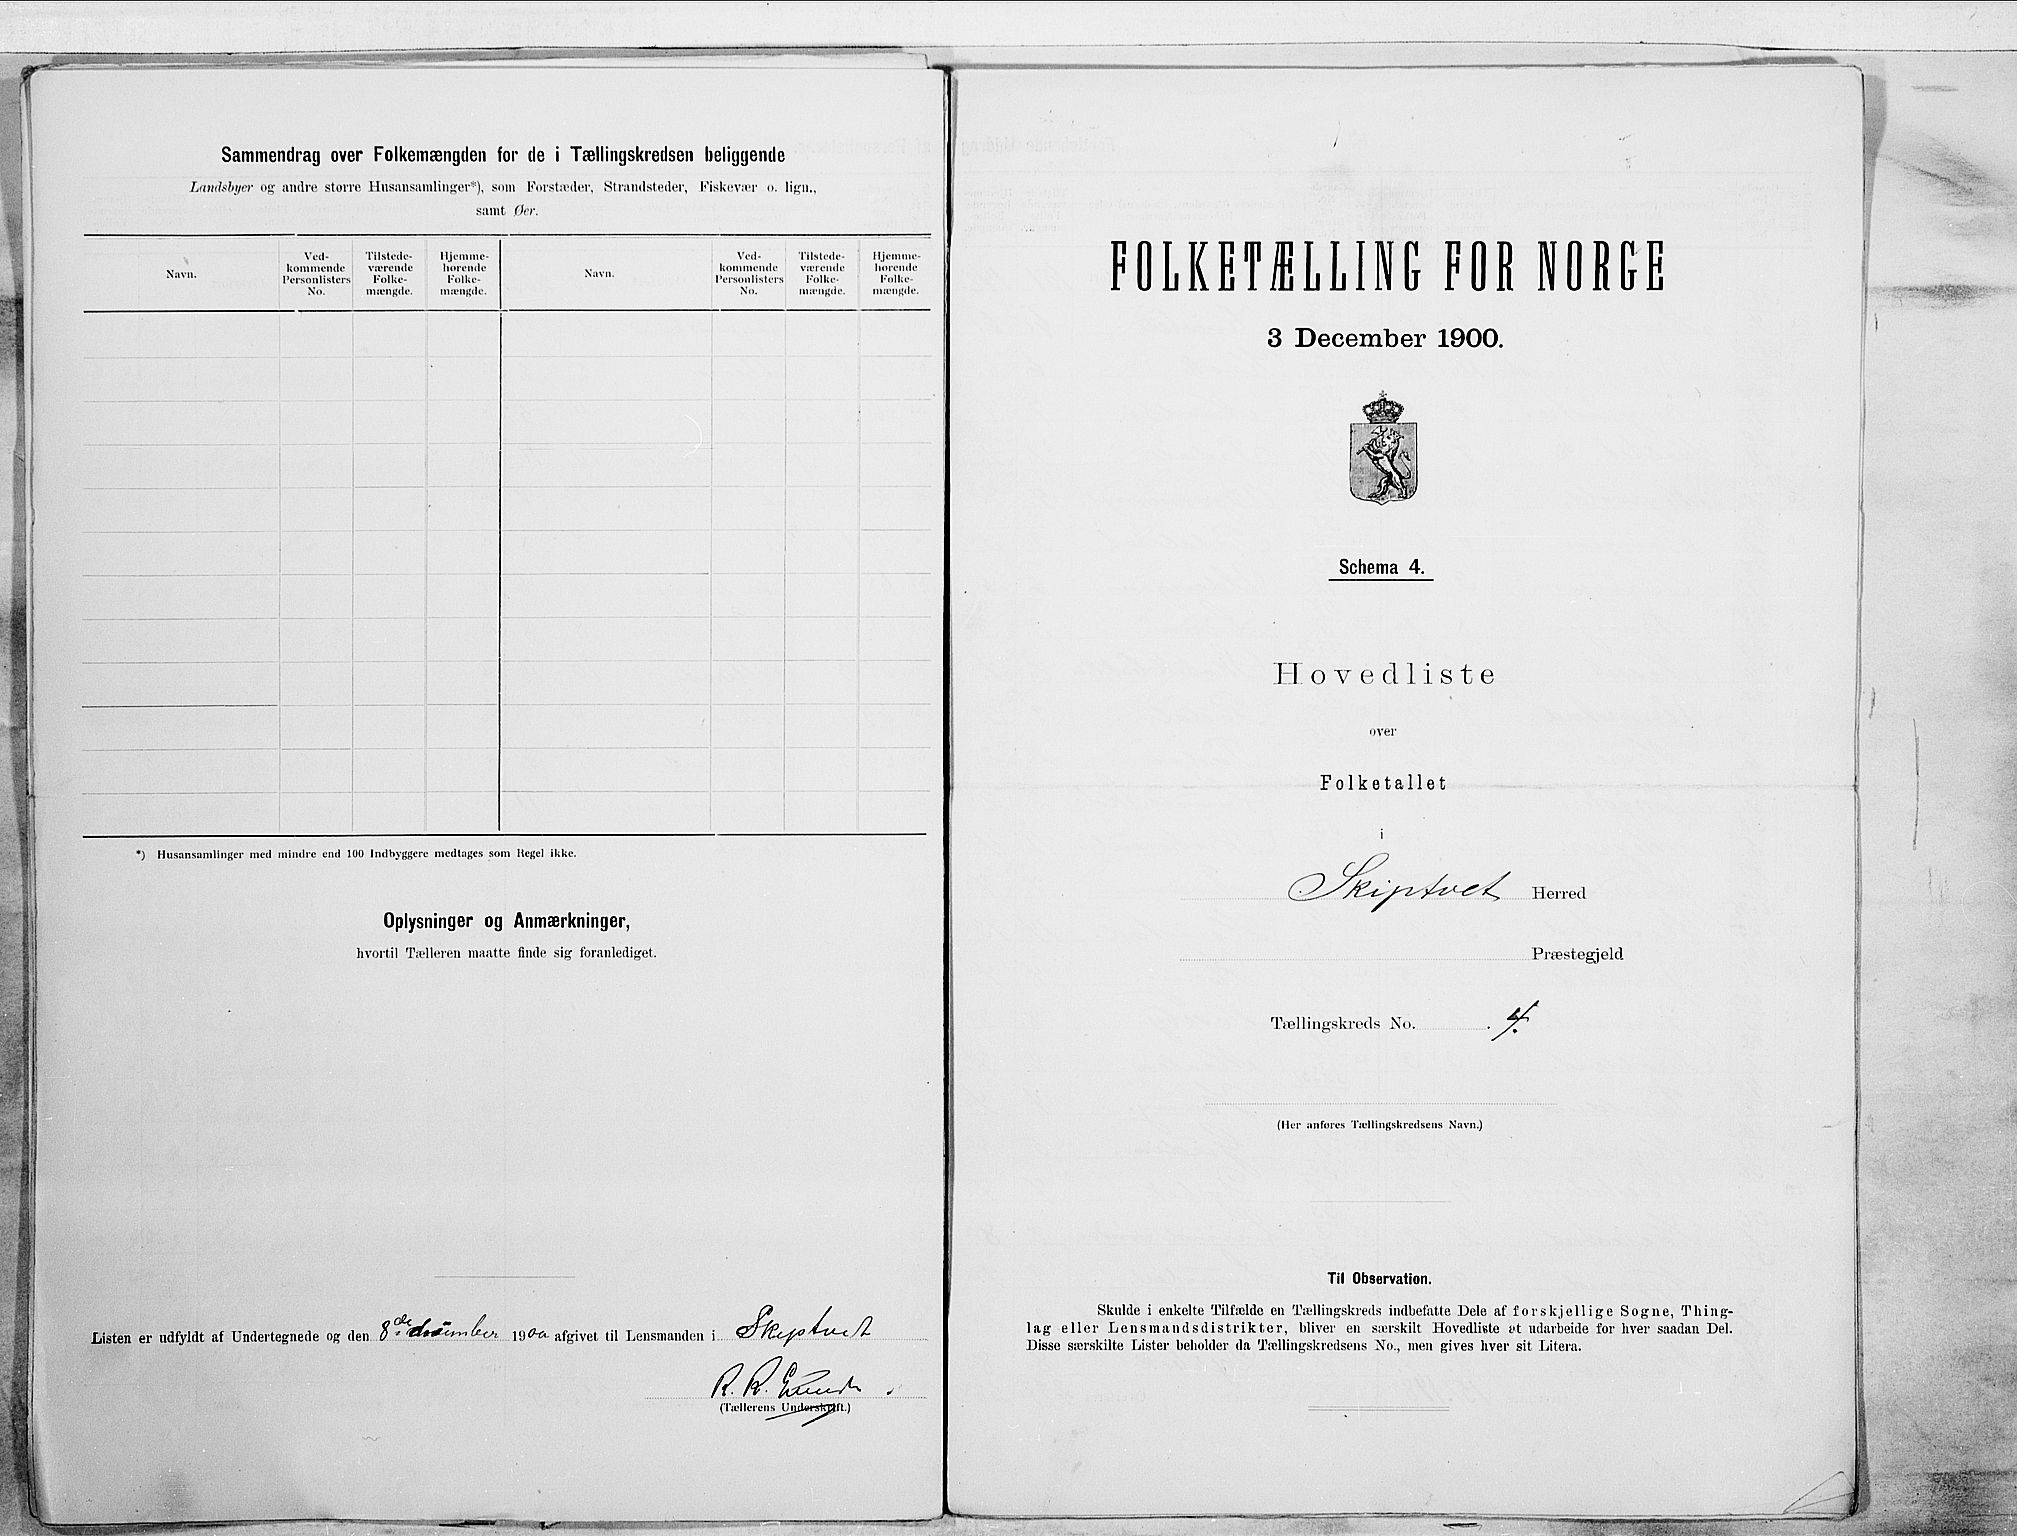 Sammendrag over Folkemængden for de i Tællingskredsen beliggende
Landsbyer og andre større Husansamlinger*), som Forstæder, Strandsteder, Fiskevær o. lign.,
samt Øer.
Navn.
Ved-
kommende
Personlisters
No.
Tilstede-
værende
Folke-
mængde.
Hjemme-
hørende
Folke-
mængde.
Navn.
Ved-
kommende
Personlisters
No.
Tilstede-
værende
Folke-
mængde.
Hjemme-
hørende
Folke-
mængde.
*) Husansamlinger med mindre end 100 Indbyggere medtages som Regel ikke.
Oplysninger og Anmærkninger,
hvortil Tælleren maatte finde sig foranlediget.
Listen er udfyldt af Undertegnede og den 8de december 1900 afgivet til Lensmanden i Skiptvet
R. R.
(Tællerens Underskrift.)
FOLKETÆLLING FOR NORGE
3 December 1900.
Schema 4.
Hovedliste
over
Folketallet
i
Skiptvet Herred
Præstegjeld
Tællingskreds No. 4.
(Her anføres Tællingskredsens Navn.)
Til Observation.
Skulde i enkelte Tilfælde en Tællingskreds indbefatte Dele af forskjellige Sogne, Thing-
lag eller Lensmandsdistrikter, bliver en særskilt Hovedliste at udarbeide for hver saadan Del.
Disse særskilte Lister beholder da Tællingskredsens No., men gives hver sit Litera.